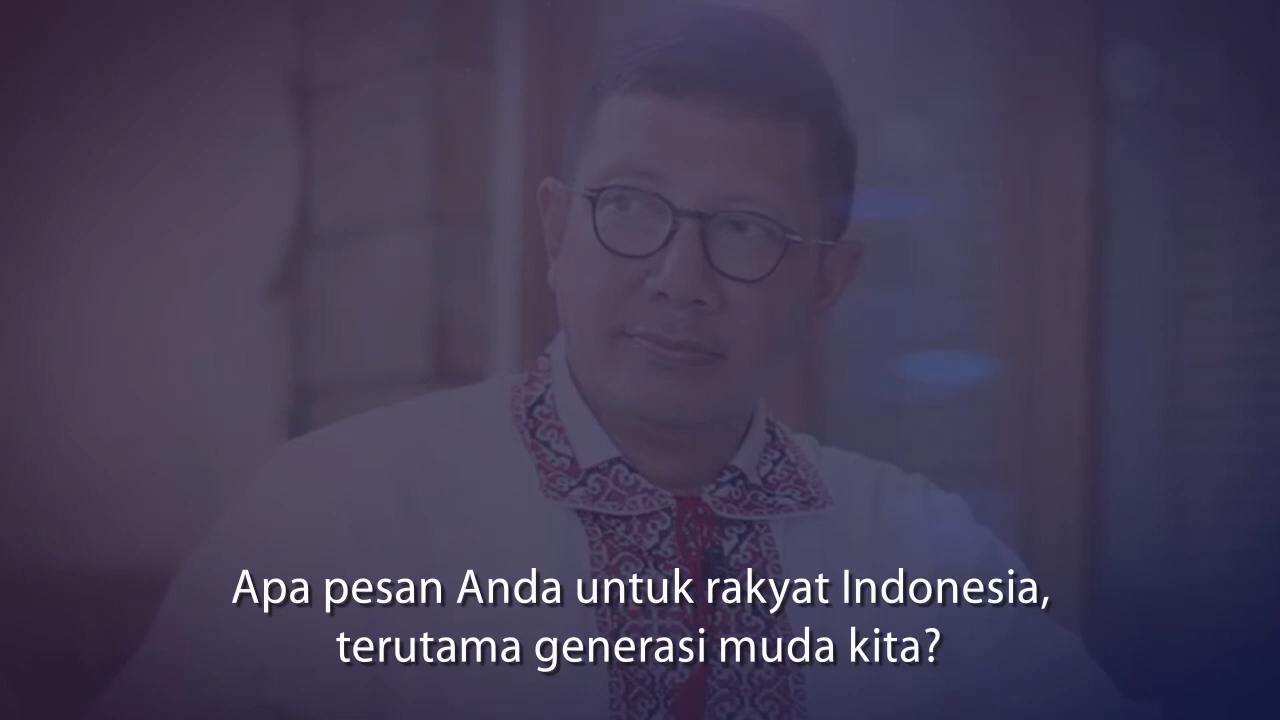 Apa pesan Anda untuk rakyat Indonesia,
terutama generasi muda kita?